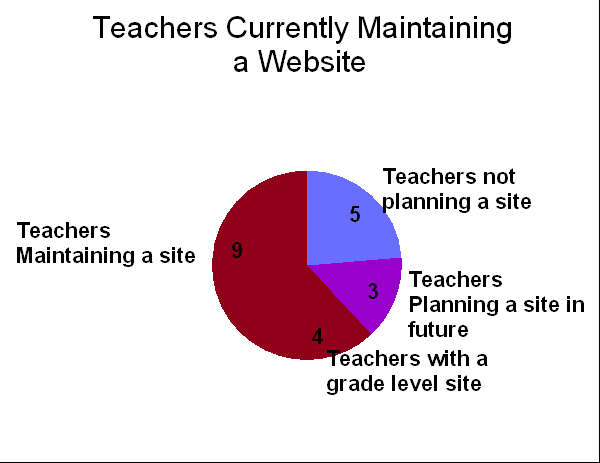 Teachers Currently Maintaining
a Website
Teachers not
planning a site
5
Teachers
Maintaining a site
9
Teachers
Planning a site in
future
3
4
Teachers with a
grade level site